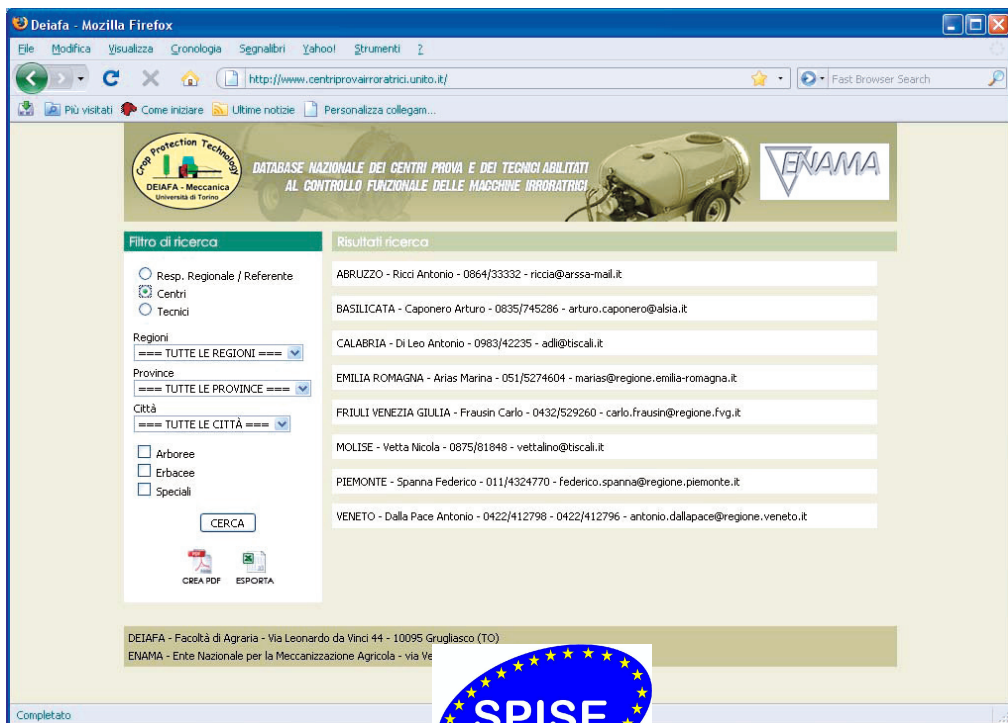 Deiafa - Mozilla Firefox
File Modifica Visualizza Cronologia Segnalibri Yahoo! Strumenti ?
http://www.centriprovairroratrici.unito.it/
Fast Browser Search
Più visitati Come iniziare Ultime notizie Personalizza collegam...
Crop Protection Technology
DEIAFA - Meccanica
Università di Torino
DATABASE NAZIONALE DEI CENTRI PROVA E DEI TECNICI ABILITATI
AL CONTROLLO FUNZIONALE DELLE MACCHINE IRRORATRICI
ENAMA
Filtro di ricerca
Resp. Regionale / Referente
Centri
Tecnici
Regioni
=== TUTTE LE REGIONI ===
Province
=== TUTTE LE PROVINCE ===
Città
=== TUTTE LE CITTÀ ===
Arboree
Erbacee
Speciali
CERCA
PDF
CREA PDF ESPORTA
Risultati ricerca
ABRUZZO - Ricci Antonio - 0864/33332 - riccia@arssa-mail.it
BASILICATA - Caponero Arturo - 0835/745286 - arturo.caponero@alsia.it
CALABRIA - Di Leo Antonio - 0983/42235 - adli@tiscali.it
EMILIA ROMAGNA - Arias Marina - 051/5274604 - marias@regione.emilia-romagna.it
FRIULI VENEZIA GIULIA - Frausin Carlo - 0432/529260 - carlo.frausin@regione.fvg.it
MOLISE - Vetta Nicola - 0875/81848 - vettalino@tiscali.it
PIEMONTE - Spanna Federico - 011/4324770 - federico.spanna@regione.piemonte.it
VENETO - Dalla Pace Antonio - 0422/412798 - 0422/412796 - antonio.dallapace@regione.veneto.it
DEIAFA - Facoltà di Agraria - Via Leonardo da Vinci 44 - 10095 Grugliasco (TO)
ENAMA - Ente Nazionale per la Meccanizzazione Agricola - via
SPISE
Completato